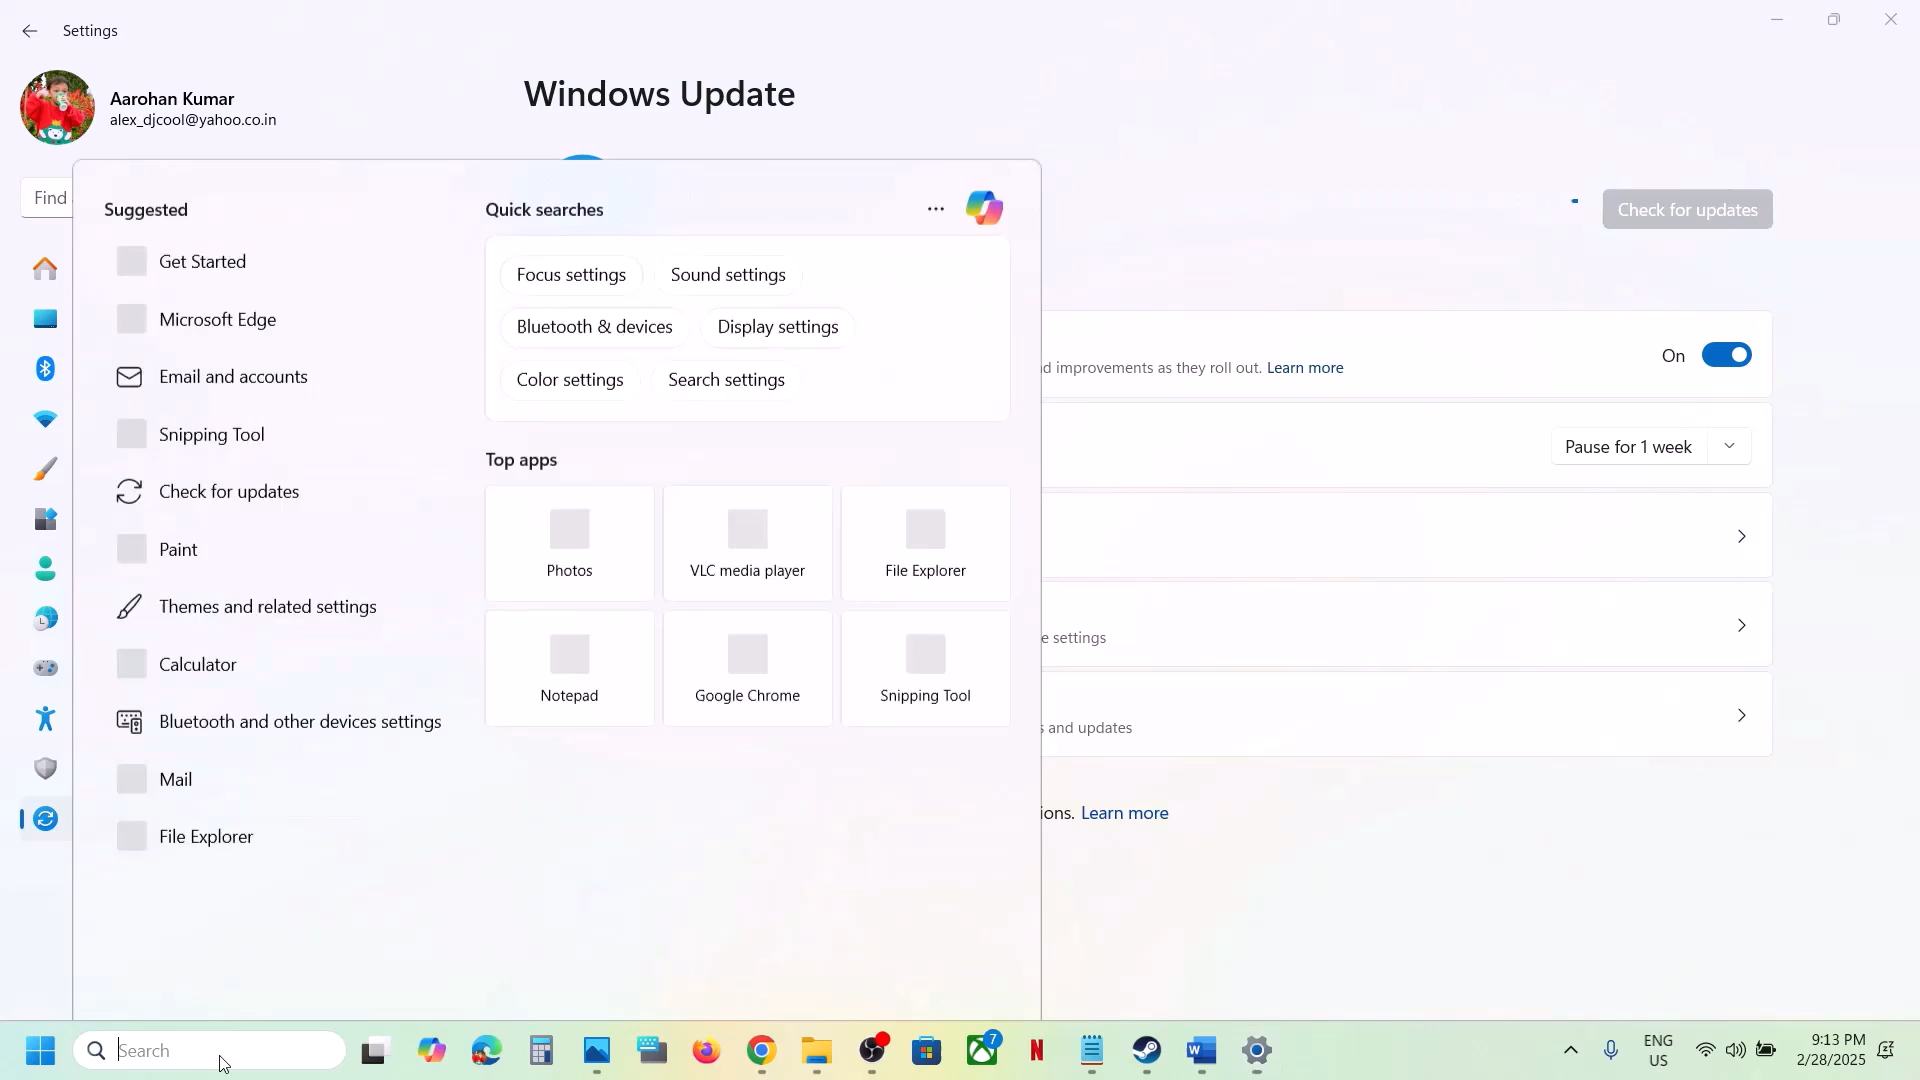 Settings
Aarohan Kumar
alex_djcool@yahoo.co.in
Windows Update
Find
Check for updates
Suggested
Get Started
Microsoft Edge
Email and accounts
Snipping Tool
Check for updates
Paint
Themes and related settings
Calculator
Bluetooth and other devices settings
Mail
File Explorer
Quick searches
Focus settings
Sound settings
Bluetooth & devices
Display settings
Color settings
Search settings
Top apps
Photos
VLC media player
File Explorer
Notepad
Google Chrome
Snipping Tool
On
d improvements as they roll out. Learn more
Pause for 1 week
e settings
s and updates
ions. Learn more
Search
7
ENG
US
9:13 PM
2/28/2025